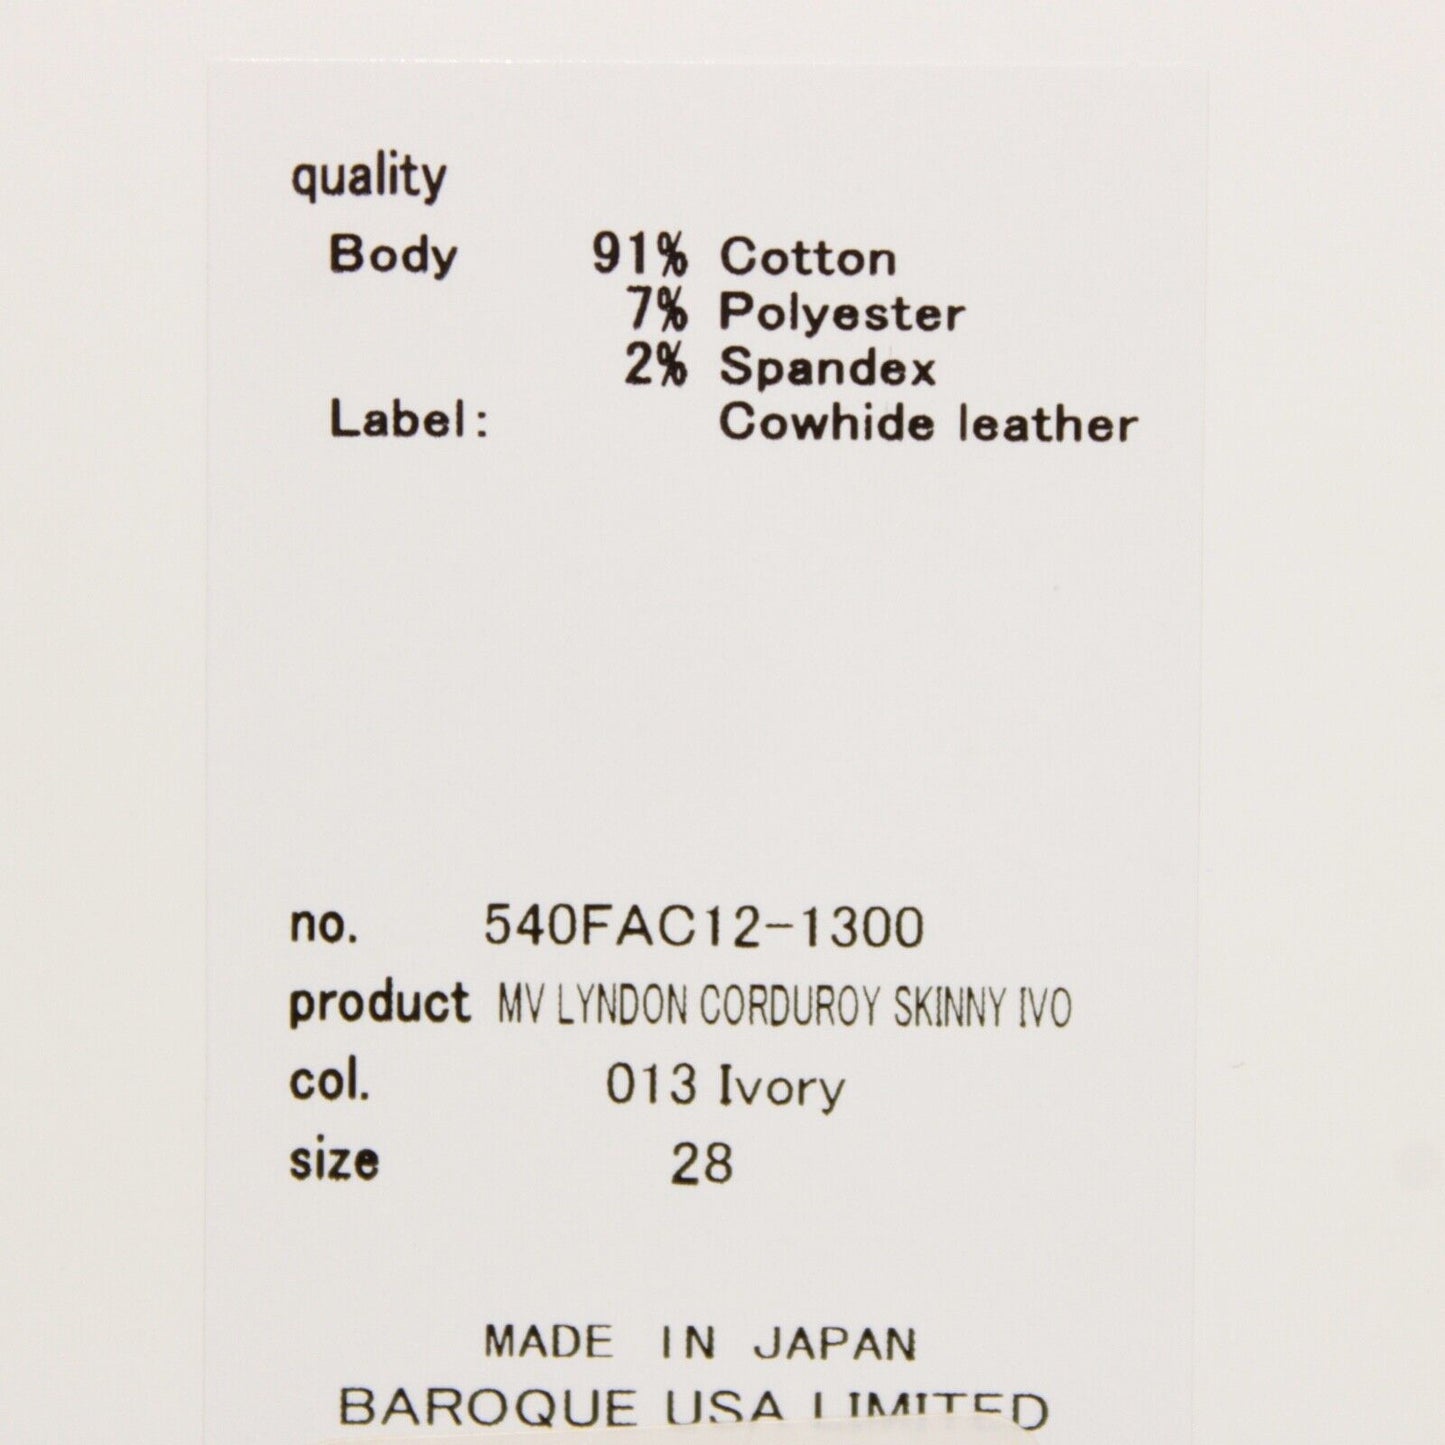 quality
Body 91% Cotton
7% Polyester
2% Spandex
Label: Cowhide leather
no. 540FAC12-1300
product MV LYNDON CORDUROY SKINNY IVO
col. 013 Ivory
size 28
MADE IN JAPAN
BAROQUE USA LIMITED